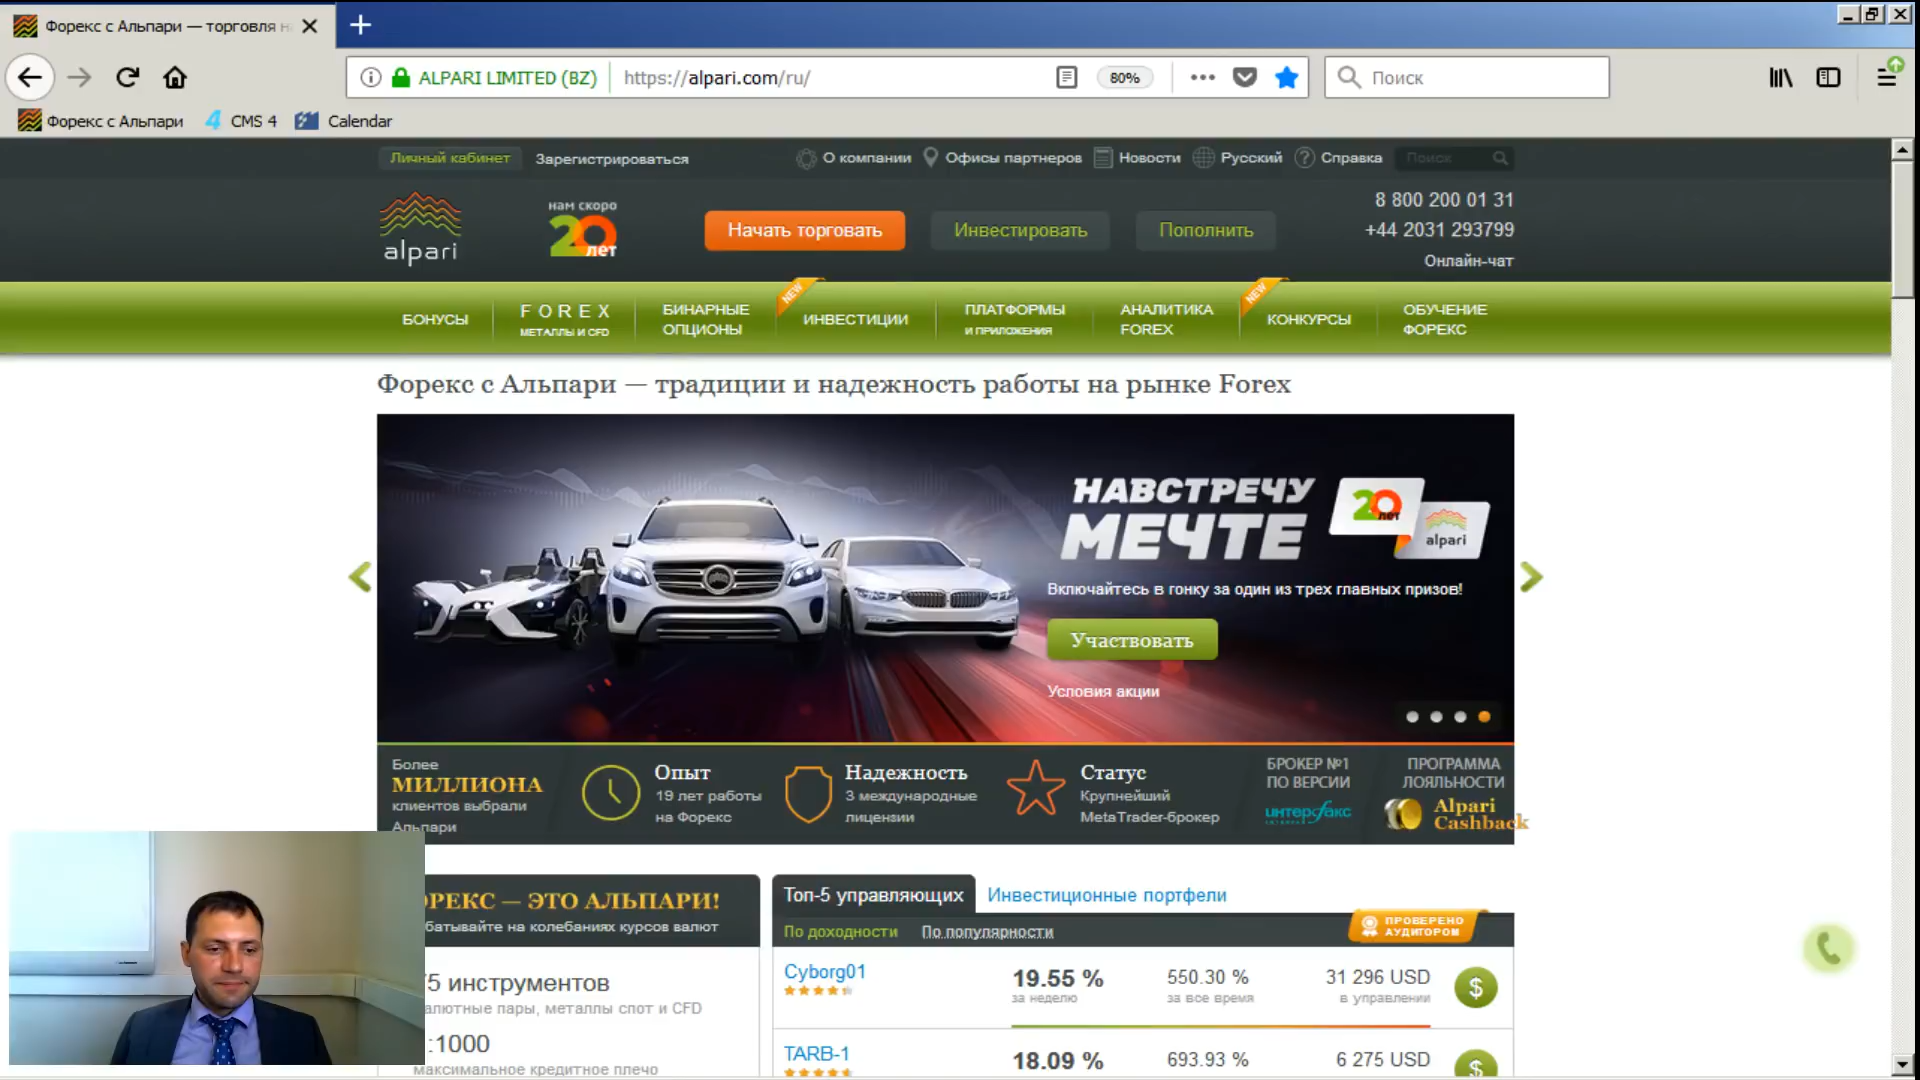 Форекс с Альпари — торговля н
ALPARI LIMITED (BZ)
https://alpari.com/ru/
80%
Поиск
Форекс с Альпари
CMS 4
Calendar
Личный кабинет
Зарегистрироваться
О компании
Офисы партнеров
Новости
Русский
Справка
Поиск
alpari
нам скоро
20 лет
Начать торговать
Инвестировать
Пополнить
8 800 200 01 31
+44 2031 293799
Онлайн-чат
БОНУСЫ
FOREX
МЕТАЛЛЫ И CFD
БИНАРНЫЕ
ОПЦИОНЫ
NEW
ИНВЕСТИЦИИ
ПЛАТФОРМЫ
И ПРИЛОЖЕНИЯ
АНАЛИТИКА
FOREX
NEW
КОНКУРСЫ
ОБУЧЕНИЕ
ФОРЕКС
Форекс с Альпари — традиции и надежность работы на рынке Forex
НАВСТРЕЧУ
МЕЧТЕ
20 лет
alpari
Включайтесь в гонку за один из трех главных призов!
Участвовать
Условия акции
Более
МИЛЛИОНА
клиентов выбрали
Альпари
Опыт
19 лет работы
на Форекс
Надежность
3 международные
лицензии
Статус
Крупнейший
MetaTrader-брокер
БРОКЕР №1
ПО ВЕРСИИ
интерфакс
ПРОГРАММА
ЛОЯЛЬНОСТИ
Alpari
Cashback
ОРЕКС — ЭТО АЛЬПАРИ!
батывайте на колебаниях курсов валют
5 инструментов
алютные пары, металлы спот и CFD
:1000
максимальное кредитное плечо
Топ-5 управляющих
Инвестиционные портфели
По доходности
По популярности
ПРОВЕРЕНО
АУДИТОРОМ
Cyborg01
19.55 %
550.30 %
31 296 USD
за неделю
за все время
в управлении
TARB-1
18.09 %
693.93 %
6 275 USD